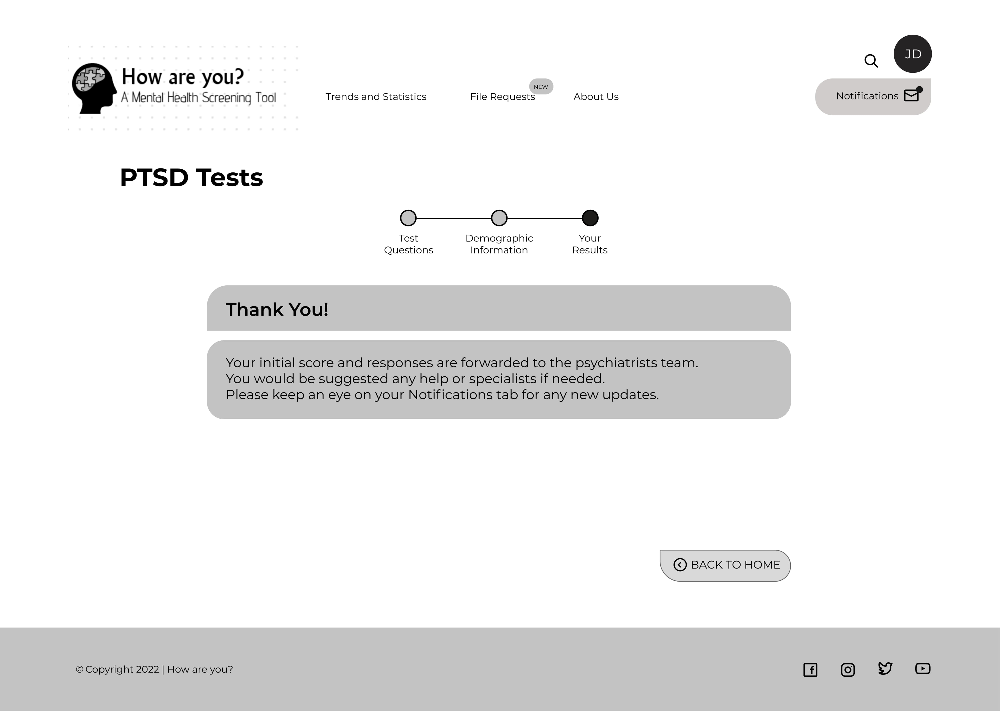 How are you?
A Mental Health Screening Tool
Trends and Statistics
File Requests
NEW
About Us
JD
Notifications
PTSD Tests
Test
Questions
Demographic
Information
Your
Results
Thank You!
Your initial score and responses are forwarded to the psychiatrists team.
You would be suggested any help or specialists if needed.
Please keep an eye on your Notifications tab for any new updates.
BACK TO HOME
© Copyright 2022 | How are you?